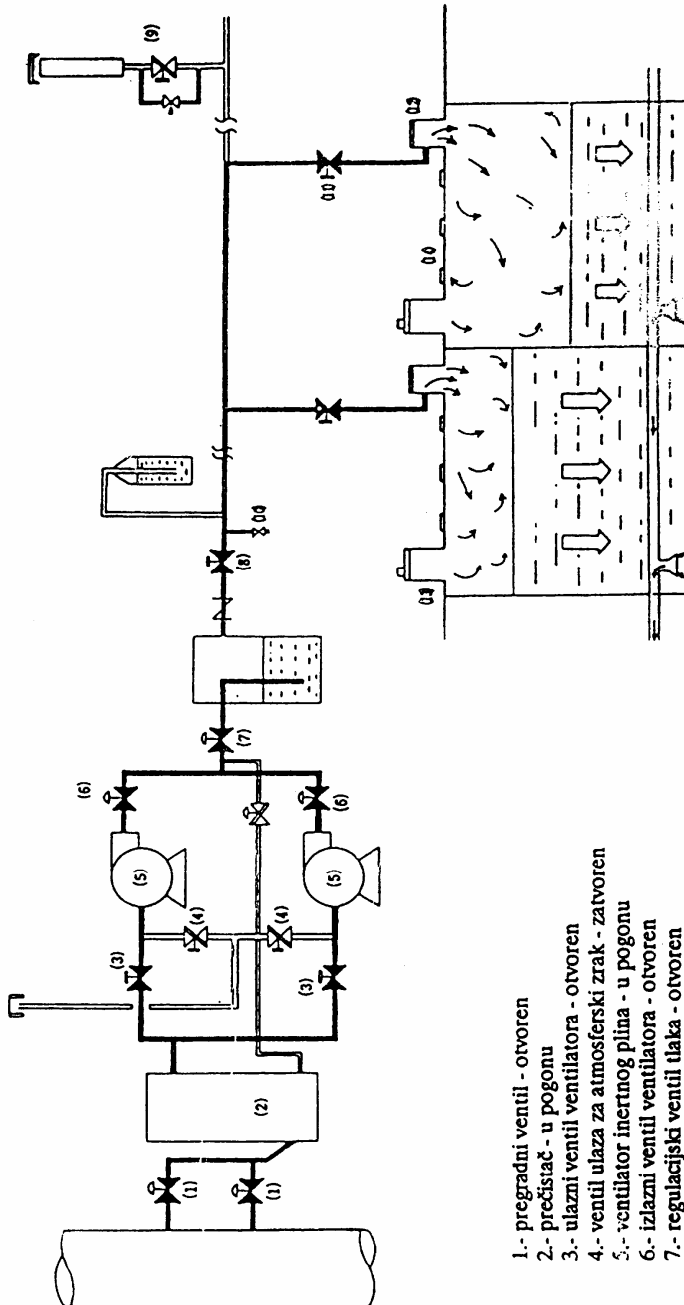 (6)
(3)
(5)
(9)
(1)
(4)
(7)
(8)
(2)
(1)
(4)
(10)
(3)
(5)
(6)
1.- pregradni ventil - otvoren
2.- prečistač - u pogonu
3.- ulazni ventil ventilatora - otvoren
4.- ventil ulaza za atmosferski zrak - zatvoren
5.- ventilator inertnog plina - u pogonu
6.- izlazni ventil ventilatora - otvoren
7.- regulacijski ventil tlaka - otvoren